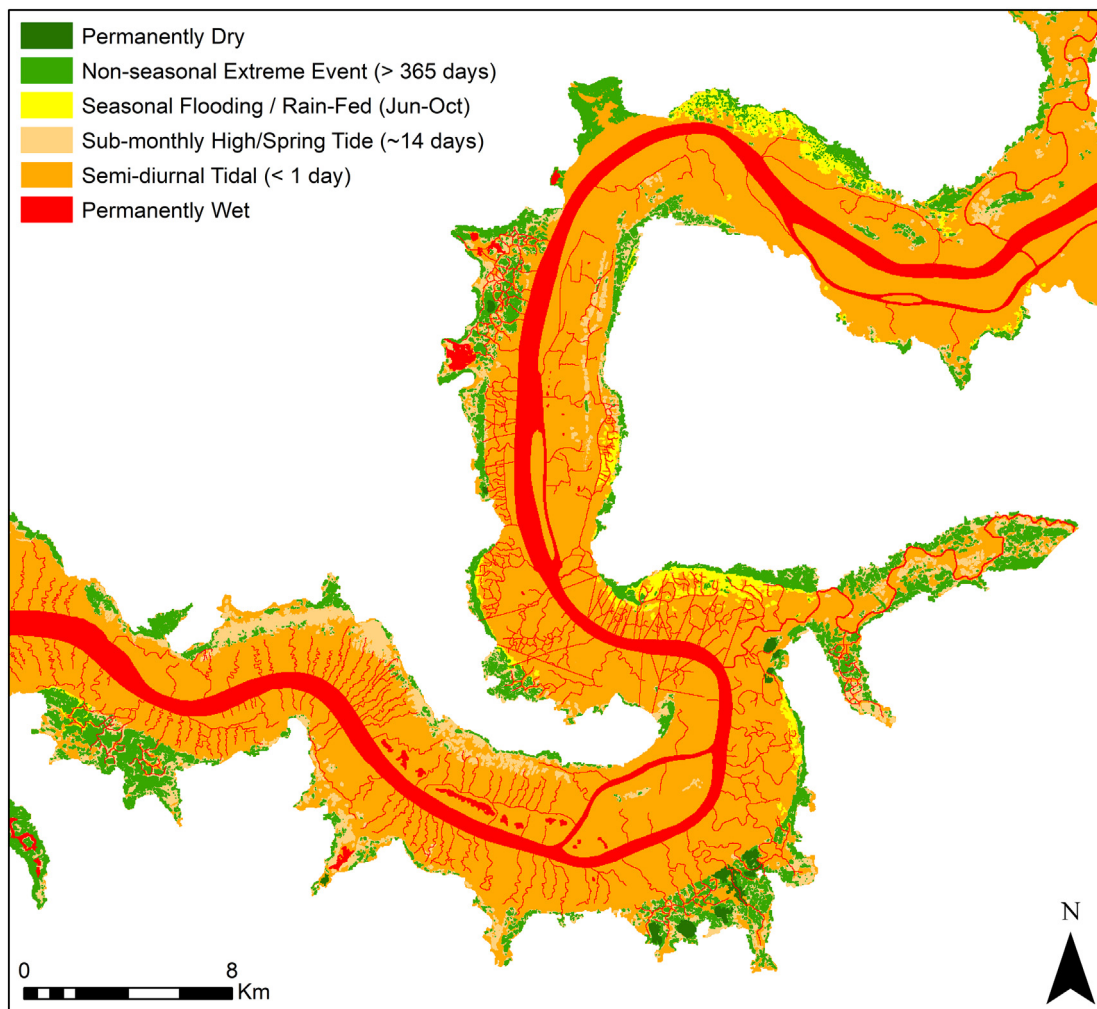 Permanently Dry
Non-seasonal Extreme Event (> 365 days)
Seasonal Flooding / Rain-Fed (Jun-Oct)
Sub-monthly High/Spring Tide (~14 days)
Semi-diurnal Tidal (< 1 day)
Permanently Wet
N
0 8
Km